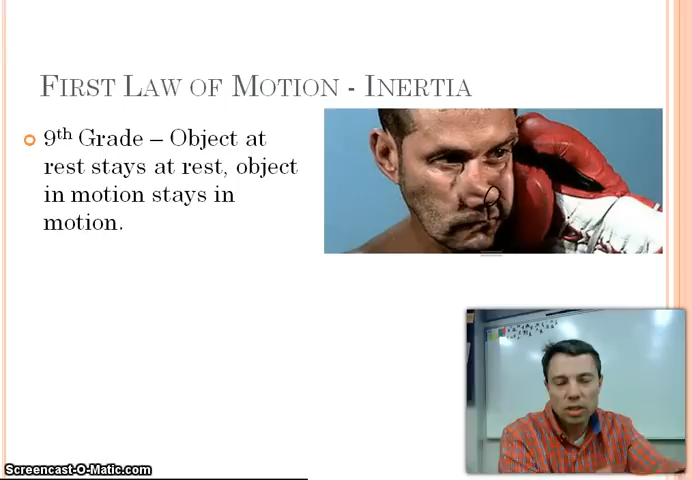 FIRST LAW OF MOTION - INERTIA
9th Grade – Object at
rest stays at rest, object
in motion stays in
motion.
Screencast-O-Matic.com